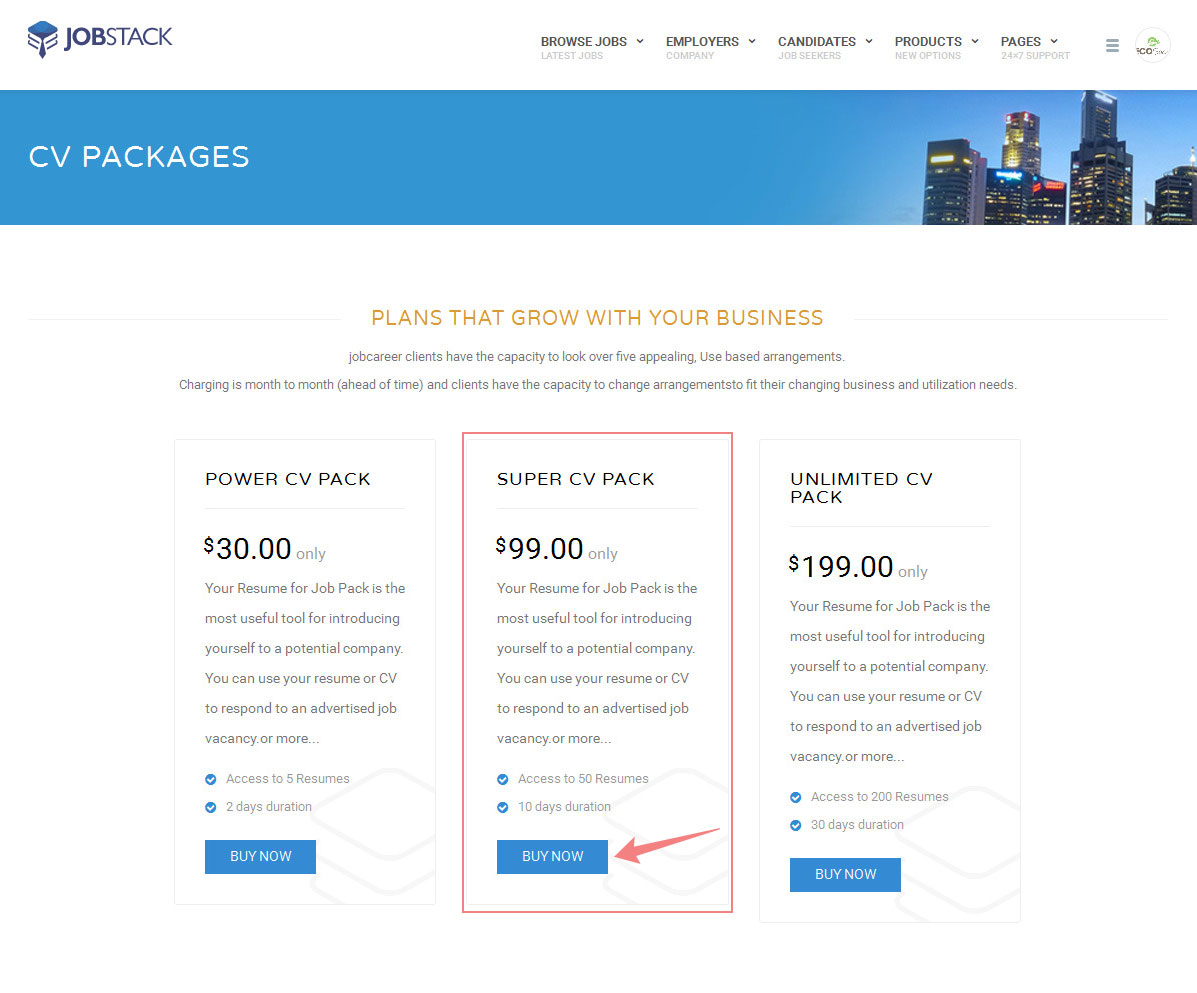 JOBSTACK
BROWSE JOBS
LATEST JOBS
EMPLOYERS
COMPANY
CANDIDATES
JOB SEEKERS
PRODUCTS
NEW OPTIONS
PAGES
24×7 SUPPORT
CV PACKAGES
PLANS THAT GROW WITH YOUR BUSINESS
jobcareer clients have the capacity to look over five appealing, Use based arrangements.
Charging is month to month (ahead of time) and clients have the capacity to change arrangementsto fit their changing business and utilization needs.
POWER CV PACK
$30.00 only
Your Resume for Job Pack is the
most useful tool for introducing
yourself to a potential company.
You can use your resume or CV
to respond to an advertised job
vacancy.or more...
Access to 5 Resumes
2 days duration
BUY NOW
SUPER CV PACK
$99.00 only
Your Resume for Job Pack is the
most useful tool for introducing
yourself to a potential company.
You can use your resume or CV
to respond to an advertised job
vacancy.or more...
Access to 50 Resumes
10 days duration
BUY NOW
UNLIMITED CV
PACK
$199.00 only
Your Resume for Job Pack is the
most useful tool for introducing
yourself to a potential company.
You can use your resume or CV
to respond to an advertised job
vacancy.or more...
Access to 200 Resumes
30 days duration
BUY NOW